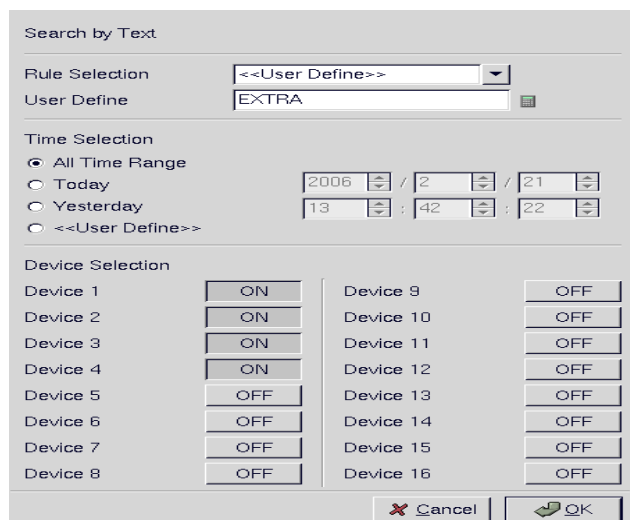 Search by Text
Rule Selection <<User Define>>
User Define EXTRA
Time Selection
All Time Range
Today 2006 / 2 / 21
Yesterday 13 : 42 : 22
<<User Define>>
Device Selection
Device 1 ON Device 9 OFF
Device 2 ON Device 10 OFF
Device 3 ON Device 11 OFF
Device 4 ON Device 12 OFF
Device 5 OFF Device 13 OFF
Device 6 OFF Device 14 OFF
Device 7 OFF Device 15 OFF
Device 8 OFF Device 16 OFF
Cancel OK